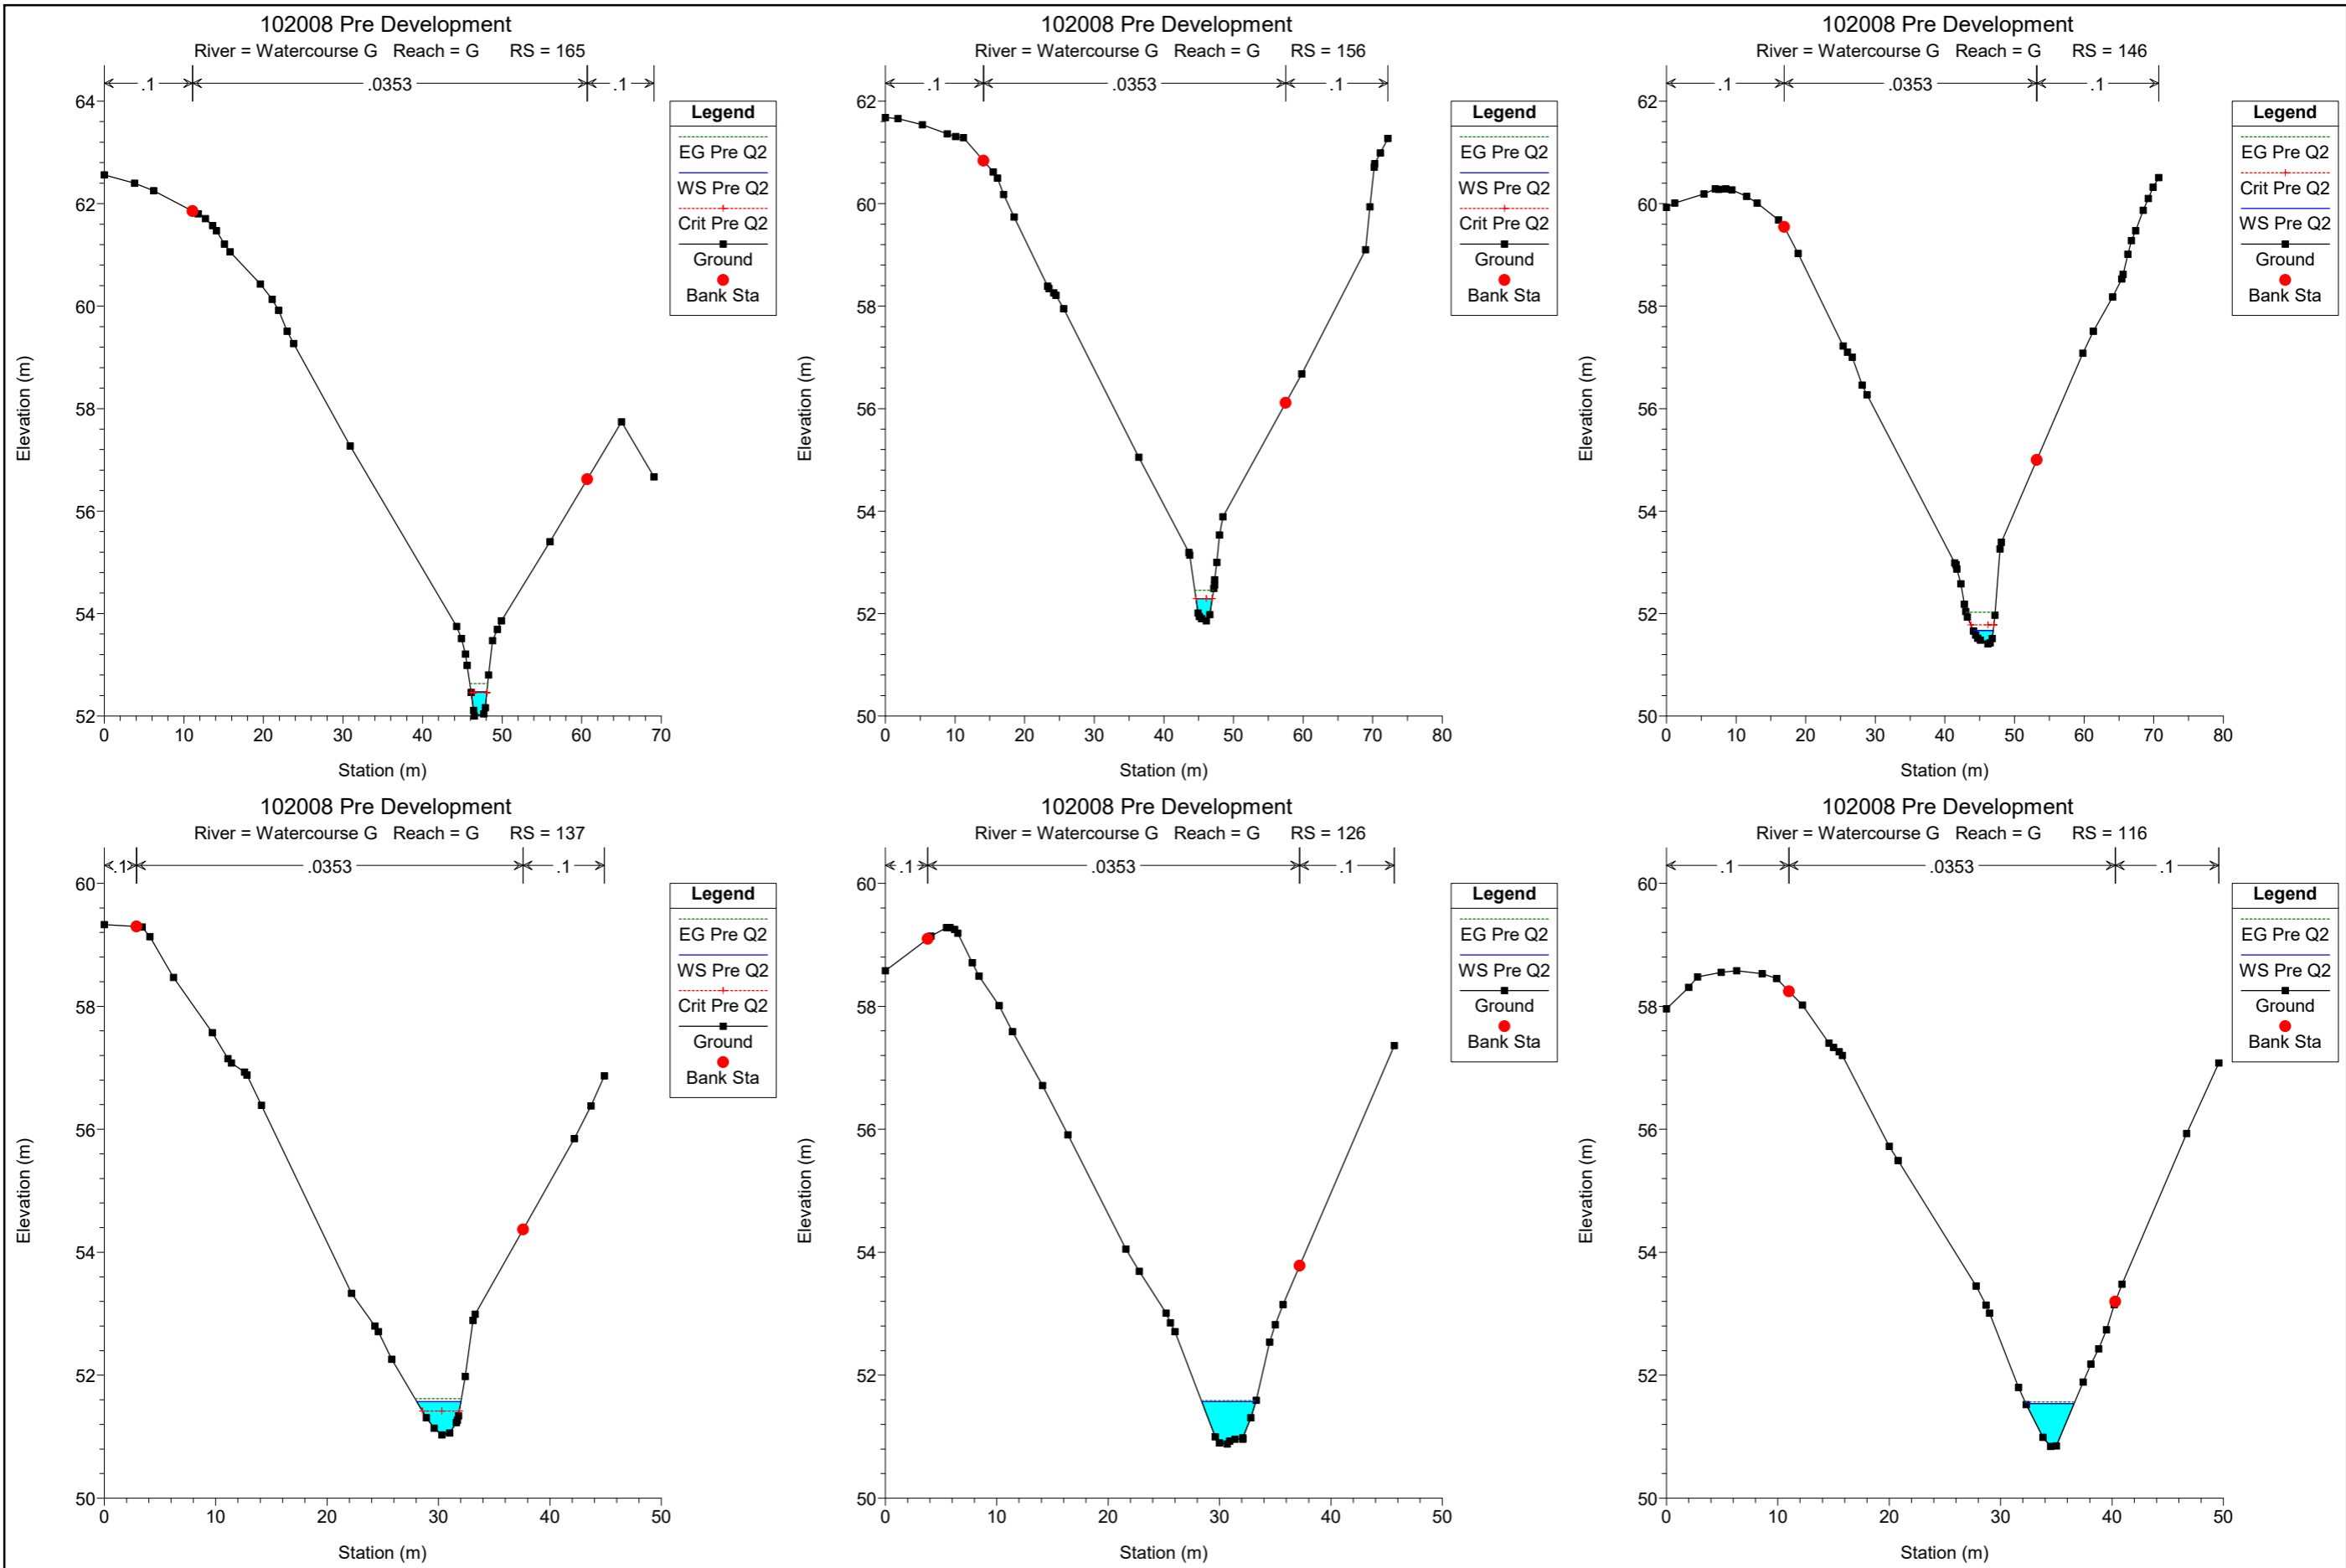 102008 Pre Development
River = Watercourse G Reach = G RS = 165
.1 .0353 .1
Legend
EG Pre Q2
WS Pre Q2
Crit Pre Q2
Ground
Bank Sta
64
62
60
58
56
54
52
0 10 20 30 40 50 60 70
Elevation (m)
Station (m)
102008 Pre Development
River = Watercourse G Reach = G RS = 156
.1 .0353 .1
Legend
EG Pre Q2
WS Pre Q2
Crit Pre Q2
Ground
Bank Sta
62
60
58
56
54
52
50
0 10 20 30 40 50 60 70 80
Elevation (m)
Station (m)
102008 Pre Development
River = Watercourse G Reach = G RS = 146
.1 .0353 .1
Legend
EG Pre Q2
Crit Pre Q2
WS Pre Q2
Ground
Bank Sta
62
60
58
56
54
52
50
0 10 20 30 40 50 60 70 80
Elevation (m)
Station (m)
102008 Pre Development
River = Watercourse G Reach = G RS = 137
.1 .0353 .1
Legend
EG Pre Q2
WS Pre Q2
Crit Pre Q2
Ground
Bank Sta
60
58
56
54
52
50
0 10 20 30 40 50
Elevation (m)
Station (m)
102008 Pre Development
River = Watercourse G Reach = G RS = 126
.1 .0353 .1
Legend
EG Pre Q2
WS Pre Q2
Ground
Bank Sta
60
58
56
54
52
50
0 10 20 30 40 50
Elevation (m)
Station (m)
102008 Pre Development
River = Watercourse G Reach = G RS = 116
.1 .0353 .1
Legend
EG Pre Q2
WS Pre Q2
Ground
Bank Sta
60
58
56
54
52
50
0 10 20 30 40 50
Elevation (m)
Station (m)